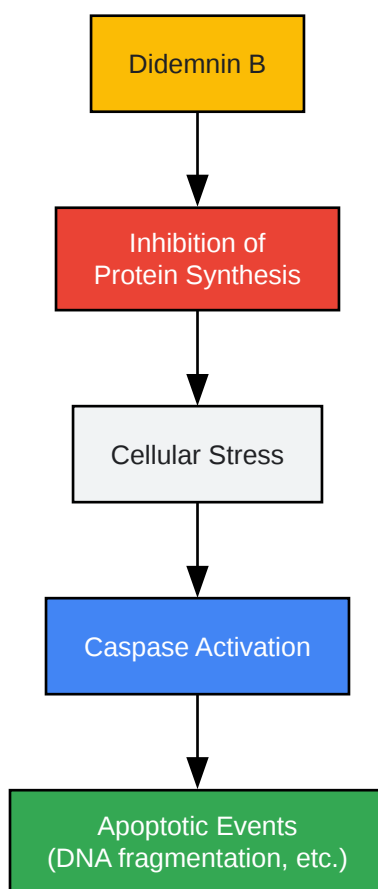 Didemnin B
Inhibition of
Protein Synthesis
Cellular Stress
Caspase Activation
Apoptotic Events
(DNA fragmentation, etc.)